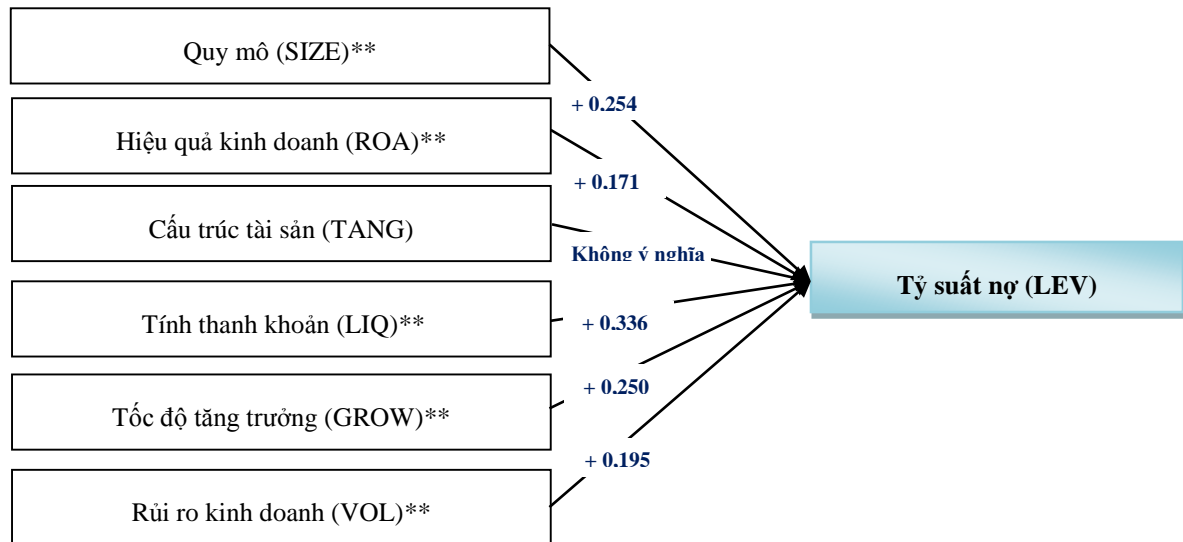 Quy mô (SIZE)**
+ 0.254
Hiệu quả kinh doanh (ROA)**
+ 0.171
Cấu trúc tài sản (TANG)
Không ý nghĩa
Tỷ suất nợ (LEV)
Tính thanh khoản (LIQ)**
+ 0.336
+ 0.250
Tốc độ tăng trưởng (GROW)**
+ 0.195
Rủi ro kinh doanh (VOL)**